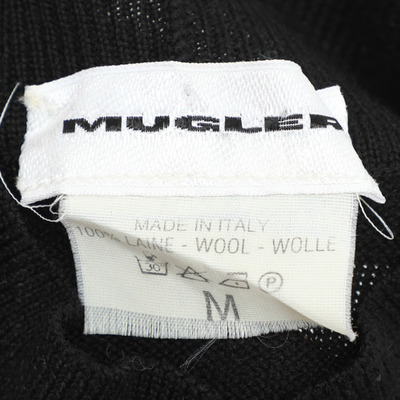 MUGLER
MADE IN ITALY
100% LAINE - WOOL - WOLLE
30 P
M